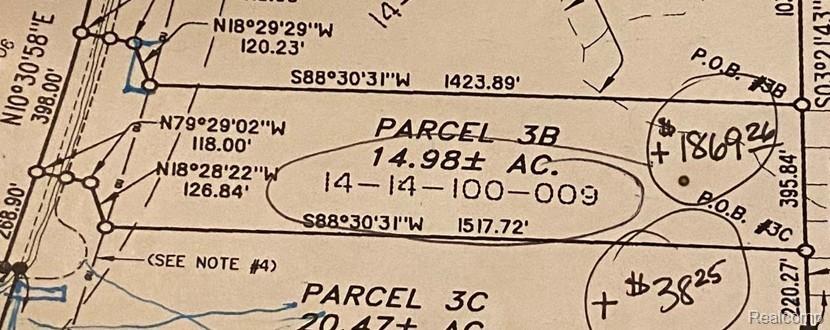 N18°29'29"W
120.23'
N10°30'58"E
398.00'
S88°30'31"W 1423.89'
P.O.B. #3B
S03°21'43"
N79°29'02"W
118.00'
PARCEL 3B
14.98± AC.
14-14-100-009
+ $1869 26
395.84'
N18°28'22"W
126.84'
268.90'
S88°30'31"W 1517.72'
P.O.B. #3C
(SEE NOTE #4)
PARCEL 3C
20.47± AC
+ $38 25
220.27'
Realcomp